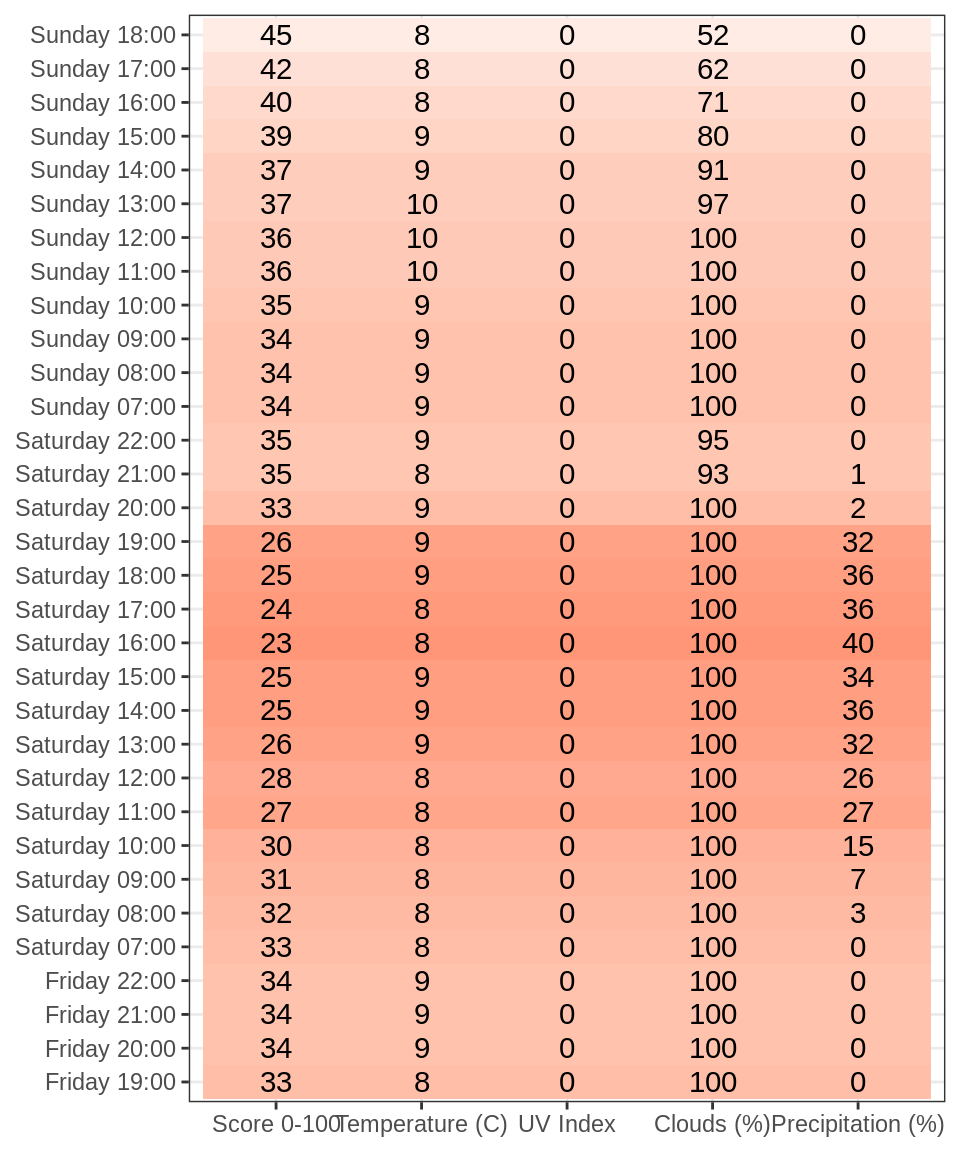 Sunday 18:00 45 8 0 52 0
Sunday 17:00 42 8 0 62 0
Sunday 16:00 40 8 0 71 0
Sunday 15:00 39 9 0 80 0
Sunday 14:00 37 9 0 91 0
Sunday 13:00 37 10 0 97 0
Sunday 12:00 36 10 0 100 0
Sunday 11:00 36 10 0 100 0
Sunday 10:00 35 9 0 100 0
Sunday 09:00 34 9 0 100 0
Sunday 08:00 34 9 0 100 0
Sunday 07:00 34 9 0 100 0
Saturday 22:00 35 9 0 95 0
Saturday 21:00 35 8 0 93 1
Saturday 20:00 33 9 0 100 2
Saturday 19:00 26 9 0 100 32
Saturday 18:00 25 9 0 100 36
Saturday 17:00 24 8 0 100 36
Saturday 16:00 23 8 0 100 40
Saturday 15:00 25 9 0 100 34
Saturday 14:00 25 9 0 100 36
Saturday 13:00 26 9 0 100 32
Saturday 12:00 28 8 0 100 26
Saturday 11:00 27 8 0 100 27
Saturday 10:00 30 8 0 100 15
Saturday 09:00 31 8 0 100 7
Saturday 08:00 32 8 0 100 3
Saturday 07:00 33 8 0 100 0
Friday 22:00 34 9 0 100 0
Friday 21:00 34 9 0 100 0
Friday 20:00 34 9 0 100 0
Friday 19:00 33 8 0 100 0
Score 0-100 Temperature (C) UV Index Clouds (%) Precipitation (%)